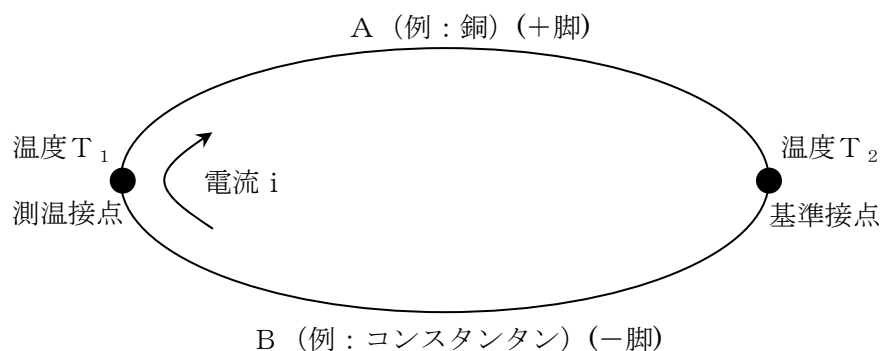 A（例：銅）(＋脚)
温度T₁
温度T₂
電流 i
測温接点
基準接点
B（例：コンスタンタン）(－脚)